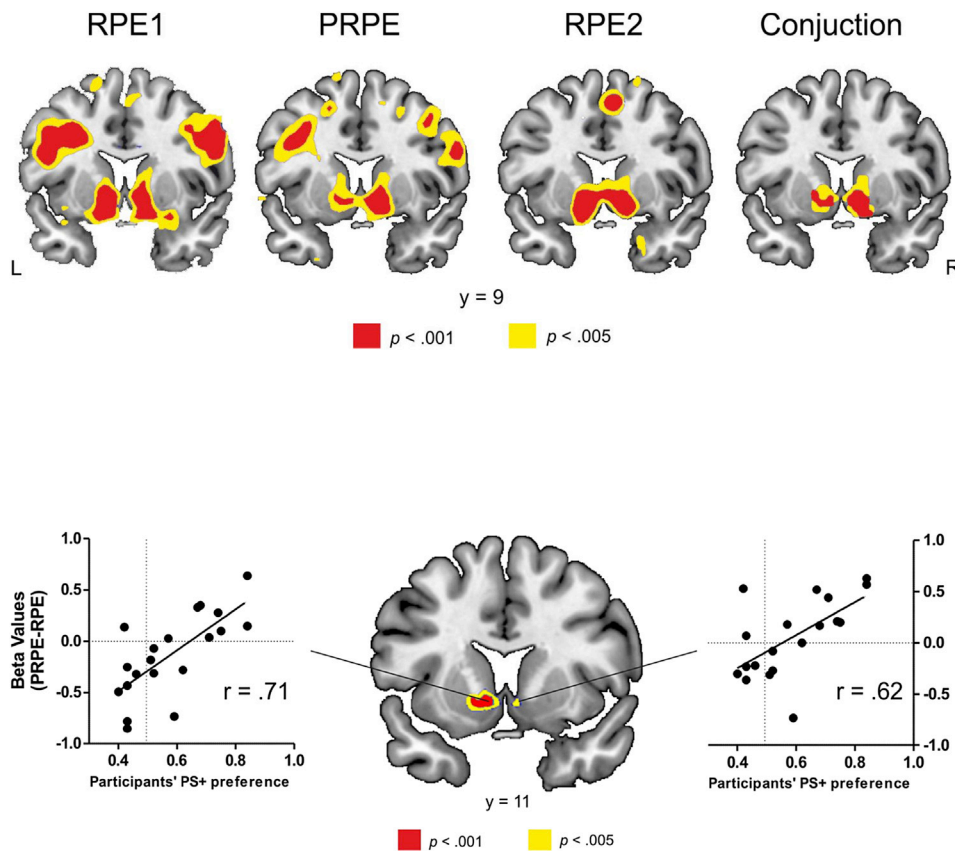 RPE1 PRPE RPE2 Conjuction
L R
y = 9
p < .001 p < .005
Beta Values
(PRPE-RPE)
1.0
0.5
0.0
-0.5
-1.0
r = .71
0.4 0.6 0.8 1.0
Participants' PS+ preference
y = 11
p < .001 p < .005
1.0
0.5
0.0
-0.5
-1.0
r = .62
0.4 0.6 0.8 1.0
Participants' PS+ preference